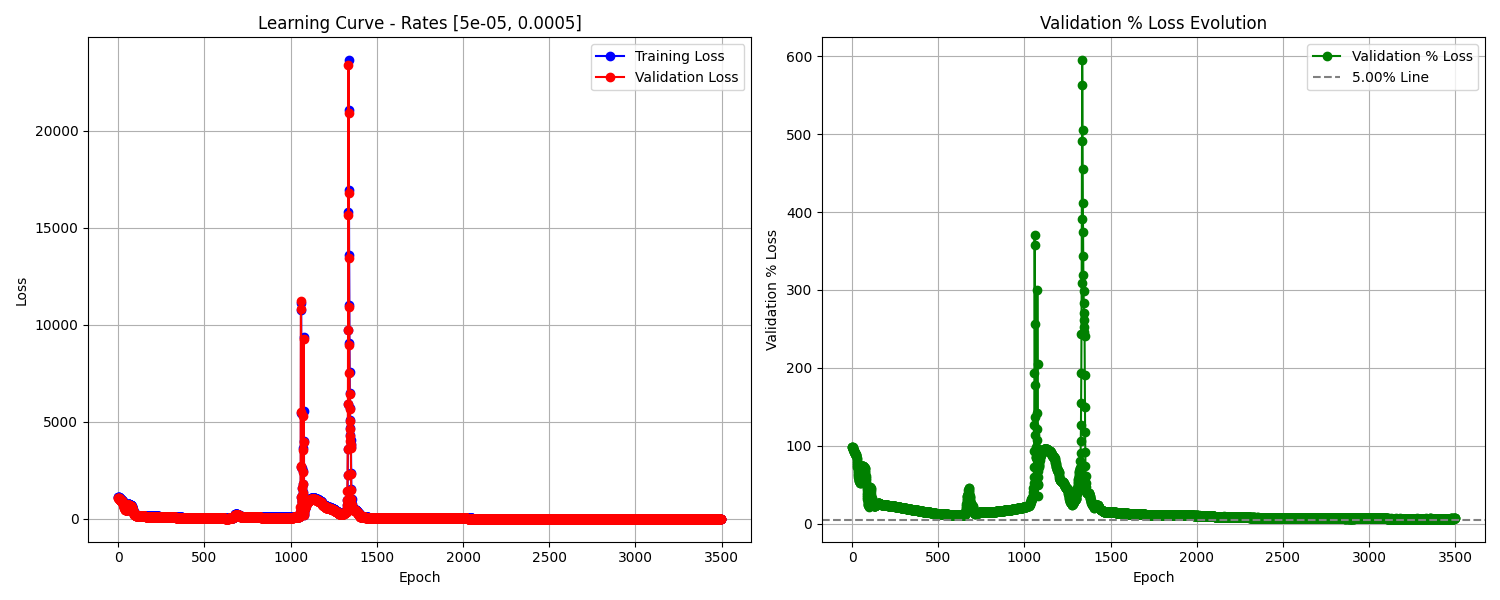 Learning Curve - Rates [5e-05, 0.0005]
Training Loss
Validation Loss
20000
15000
10000
5000
0
Loss
0 500 1000 1500 2000 2500 3000 3500
Epoch
Validation % Loss Evolution
Validation % Loss
5.00% Line
600
500
400
300
200
100
0
Validation % Loss
0 500 1000 1500 2000 2500 3000 3500
Epoch